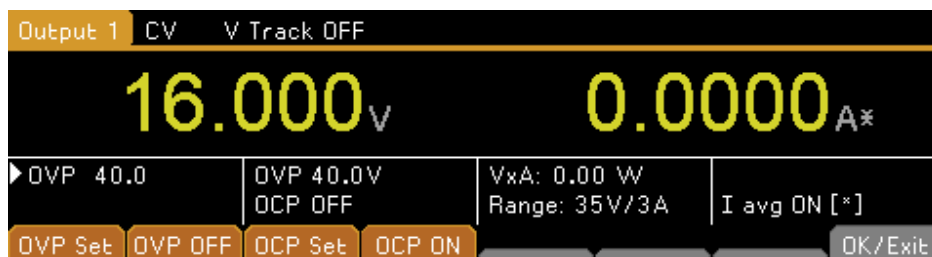 Output 1 CV V Track OFF
16.000V 0.0000A*
OVP 40.0 OVP 40.0V VxA: 0.00 W
OCP OFF Range: 35V/3A I avg ON [*]
OVP Set OVP OFF OCP Set OCP ON OK/Exit